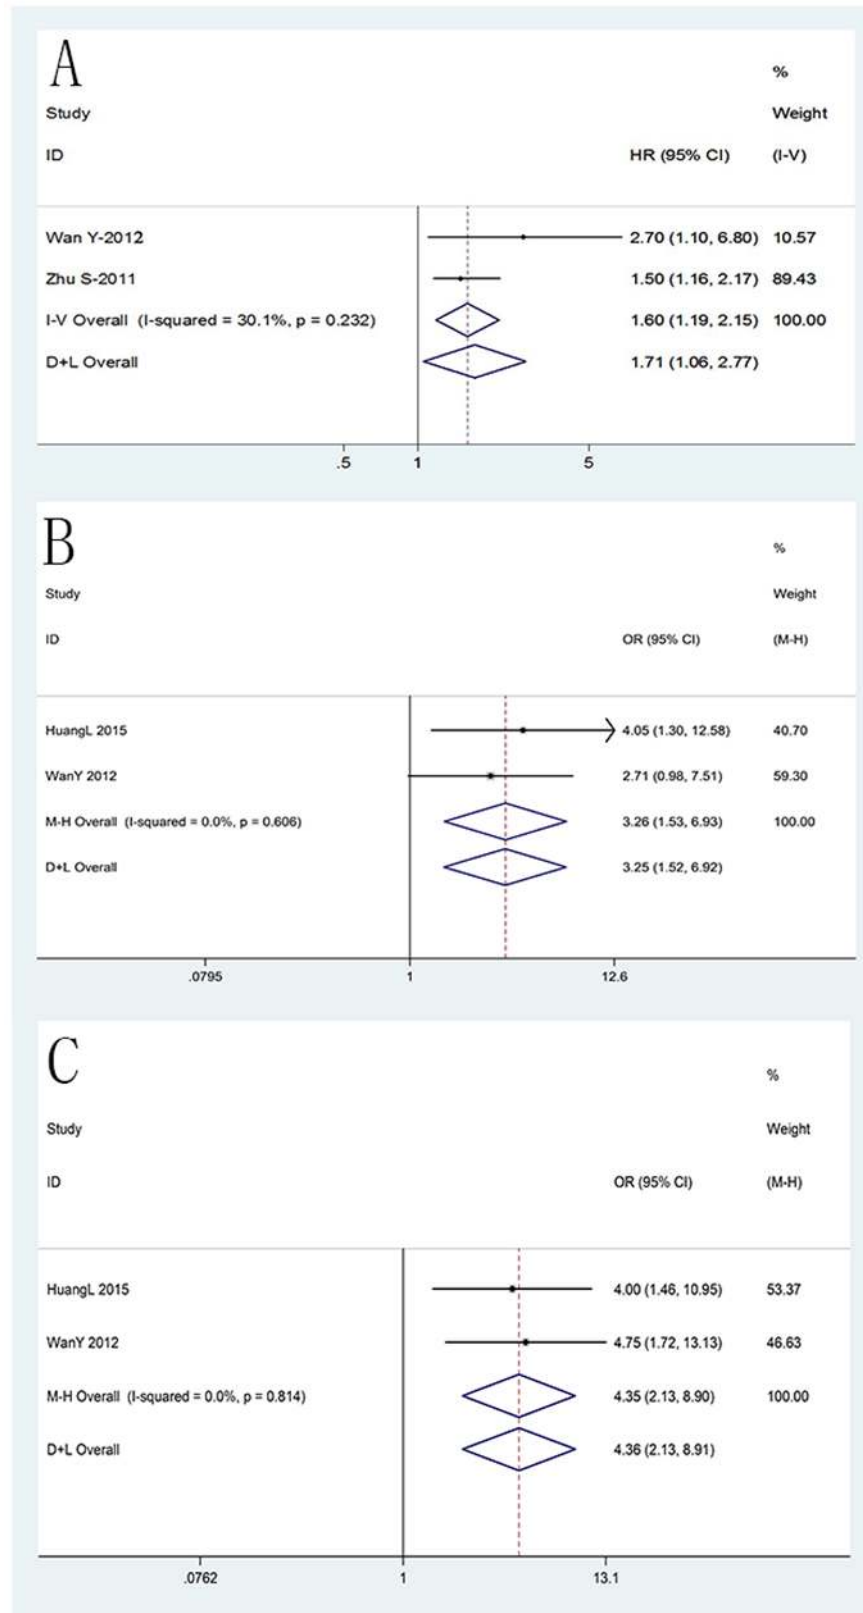 A
%
Study Weight
ID HR (95% CI) (I-V)
Wan Y-2012 2.70 (1.10, 6.80) 10.57
Zhu S-2011 1.50 (1.16, 2.17) 89.43
I-V Overall (I-squared = 30.1%, p = 0.232) 1.60 (1.19, 2.15) 100.00
D+L Overall 1.71 (1.06, 2.77)
.5 1 5
B
%
Study Weight
ID OR (95% CI) (M-H)
HuangL 2015 4.05 (1.30, 12.58) 40.70
WanY 2012 2.71 (0.98, 7.51) 59.30
M-H Overall (I-squared = 0.0%, p = 0.606) 3.26 (1.53, 6.93) 100.00
D+L Overall 3.25 (1.52, 6.92)
.0795 1 12.6
C
%
Study Weight
ID OR (95% CI) (M-H)
HuangL 2015 4.00 (1.46, 10.95) 53.37
WanY 2012 4.75 (1.72, 13.13) 46.63
M-H Overall (I-squared = 0.0%, p = 0.814) 4.35 (2.13, 8.90) 100.00
D+L Overall 4.36 (2.13, 8.91)
.0762 1 13.1